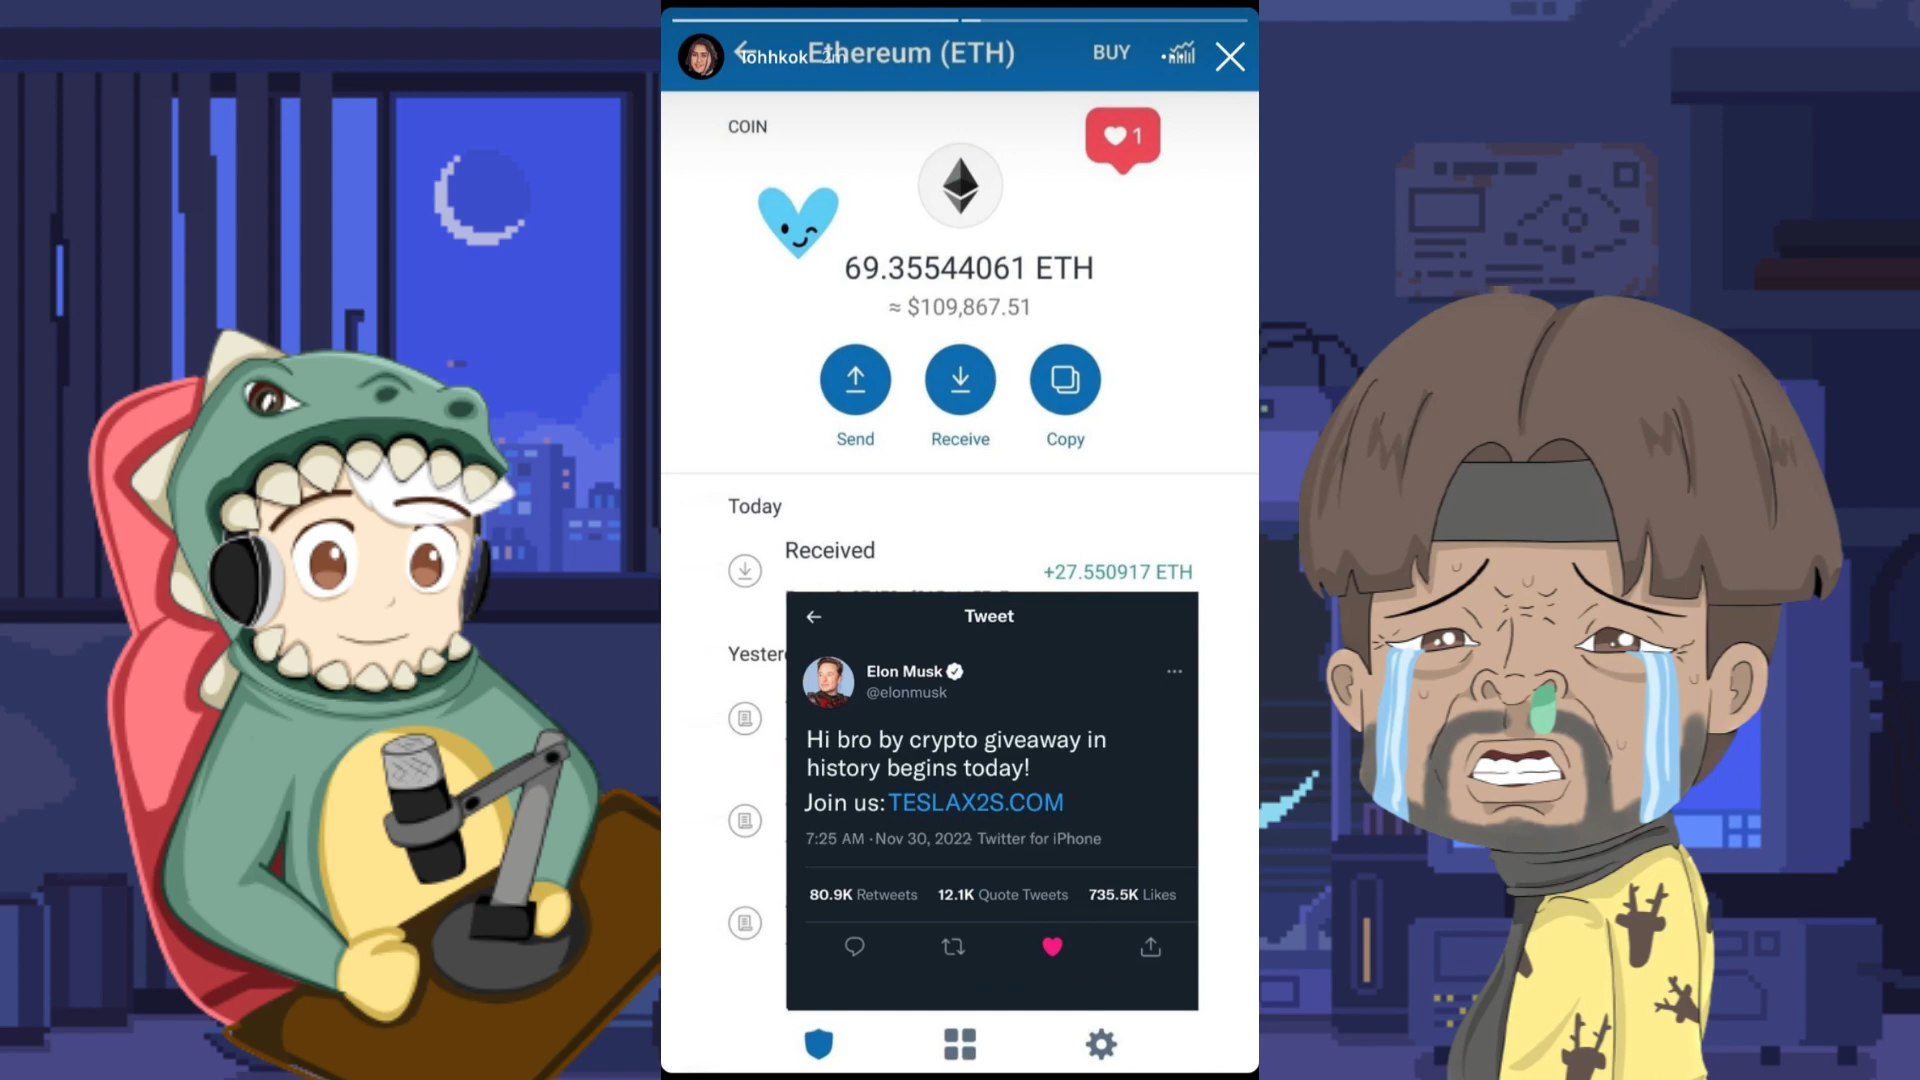 Ethereum (ETH)
BUY
COIN
1
69.35544061 ETH
≈ $109,867.51
Send
Receive
Copy
Today
Received
+27.550917 ETH
Tweet
Elon Musk
@elonmusk
Hi bro by crypto giveaway in
history begins today!
Join us: TESLAX2S.COM
7:25 AM · Nov 30, 2022 Twitter for iPhone
80.9K Retweets 12.1K Quote Tweets 735.5K Likes